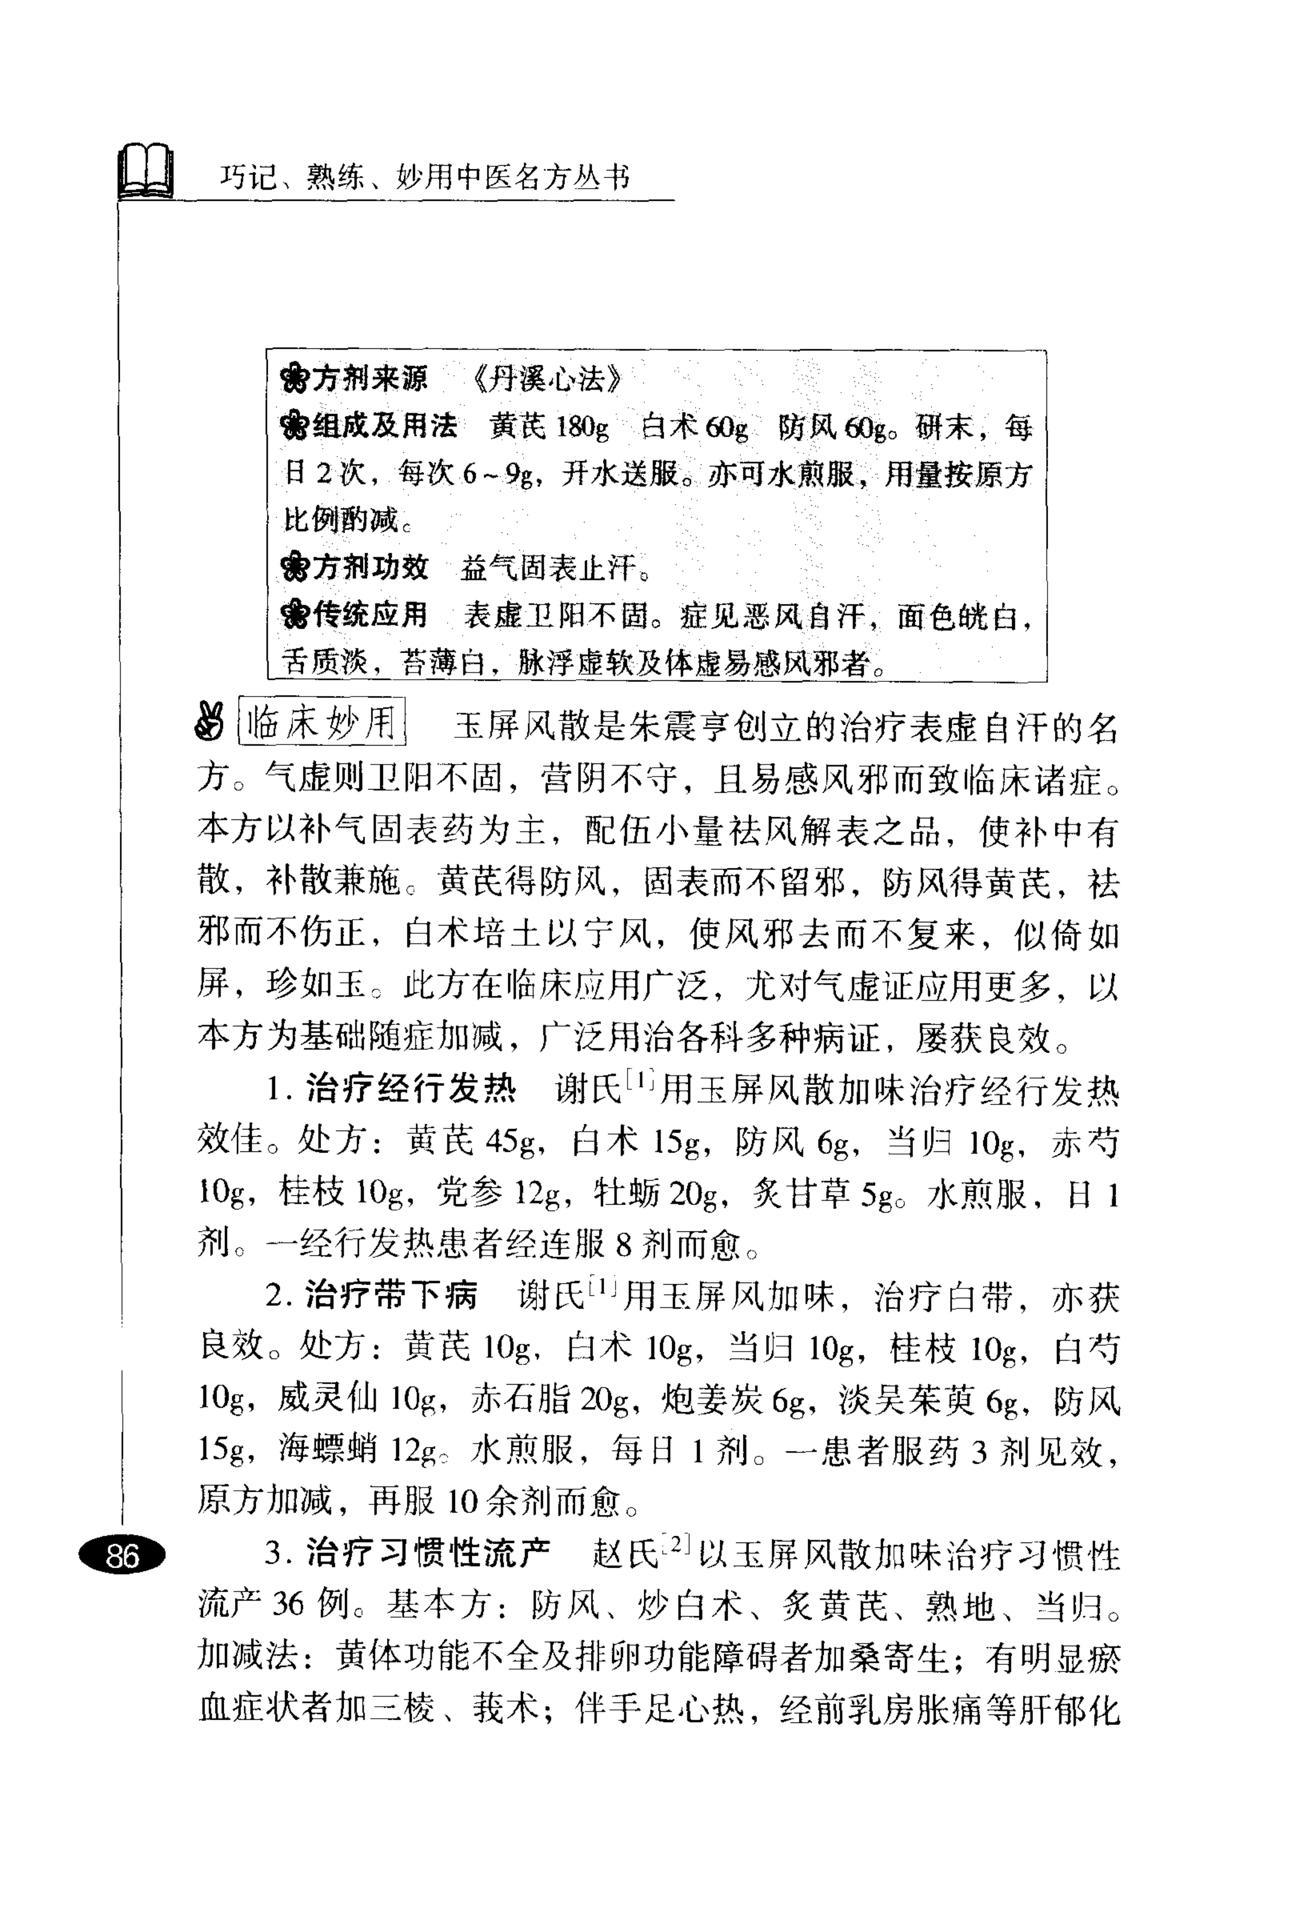 巧记、熟练、妙用中医名方丛书
方剂来源 《丹溪心法》
组成及用法 黄芪 180g 白术 60g 防风 60g。研末，每
日 2 次，每次 6～9g，开水送服。亦可水煎服，用量按原方
比例酌减。
方剂功效 益气固表止汗。
传统应用 表虚卫阳不固。症见恶风自汗，面色㿠白，
舌质淡，苔薄白，脉浮虚软及体虚易感风邪者。
临床妙用 玉屏风散是朱震亨创立的治疗表虚自汗的名
方。气虚则卫阳不固，营阴不守，且易感风邪而致临床诸症。
本方以补气固表药为主，配伍小量祛风解表之品，使补中有
散，补散兼施。黄芪得防风，固表而不留邪，防风得黄芪，祛
邪而不伤正，白术培土以宁风，使风邪去而不复来，似倚如
屏，珍如玉。此方在临床应用广泛，尤对气虚证应用更多，以
本方为基础随症加减，广泛用治各科多种病证，屡获良效。
1. 治疗经行发热 谢氏[1]用玉屏风散加味治疗经行发热
效佳。处方：黄芪 45g，白术 15g，防风 6g，当归 10g，赤芍
10g，桂枝 10g，党参 12g，牡蛎 20g，炙甘草 5g。水煎服，日 1
剂。一经行发热患者经连服 8 剂而愈。
2. 治疗带下病 谢氏[1]用玉屏风加味，治疗白带，亦获
良效。处方：黄芪 10g，白术 10g，当归 10g，桂枝 10g，白芍
10g，威灵仙 10g，赤石脂 20g，炮姜炭 6g，淡吴茱萸 6g，防风
15g，海螵蛸 12g。水煎服，每日 1 剂。一患者服药 3 剂见效，
原方加减，再服 10 余剂而愈。
3. 治疗习惯性流产 赵氏[2]以玉屏风散加味治疗习惯性
流产 36 例。基本方：防风、炒白术、炙黄芪、熟地、当归。
加减法：黄体功能不全及排卵功能障碍者加桑寄生；有明显瘀
血症状者加三棱、莪术；伴手足心热，经前乳房胀痛等肝郁化
86